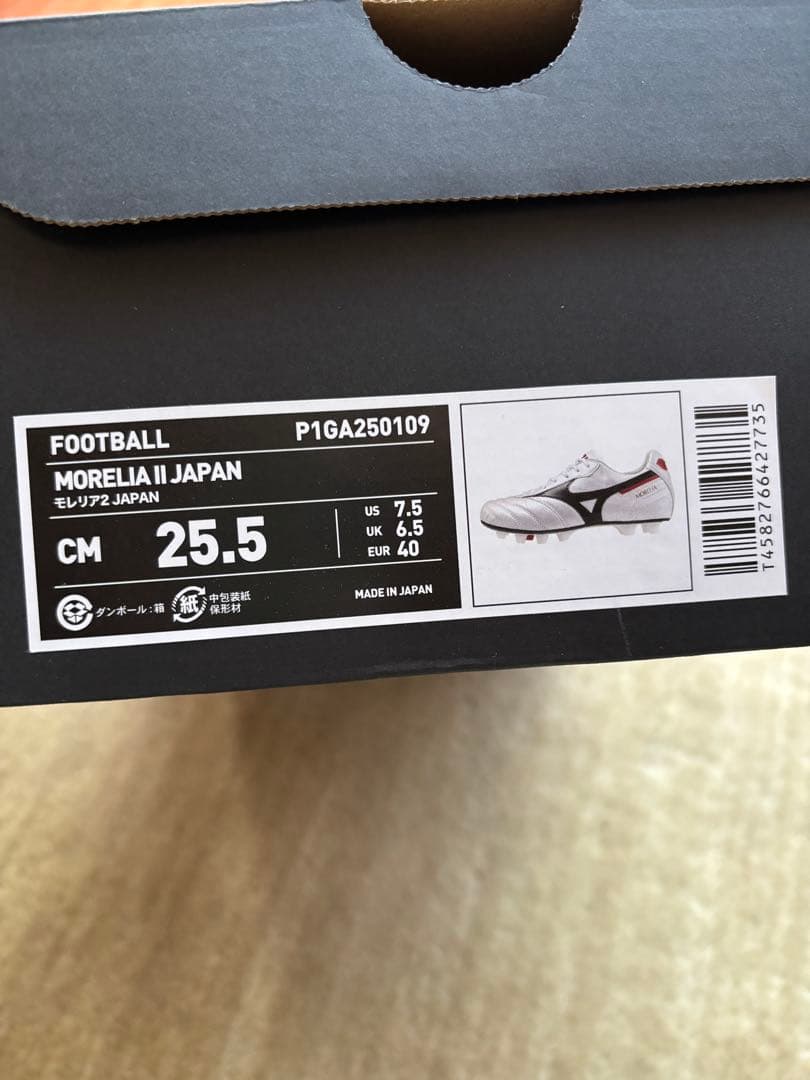 FOOTBALL P1GA250109
MORELIA II JAPAN
モレリア2 JAPAN
CM 25.5
US 7.5
UK 6.5
EUR 40
ダンボール:箱
紙 中包装紙
保形材
MADE IN JAPAN
MORELIA
T4582766427735